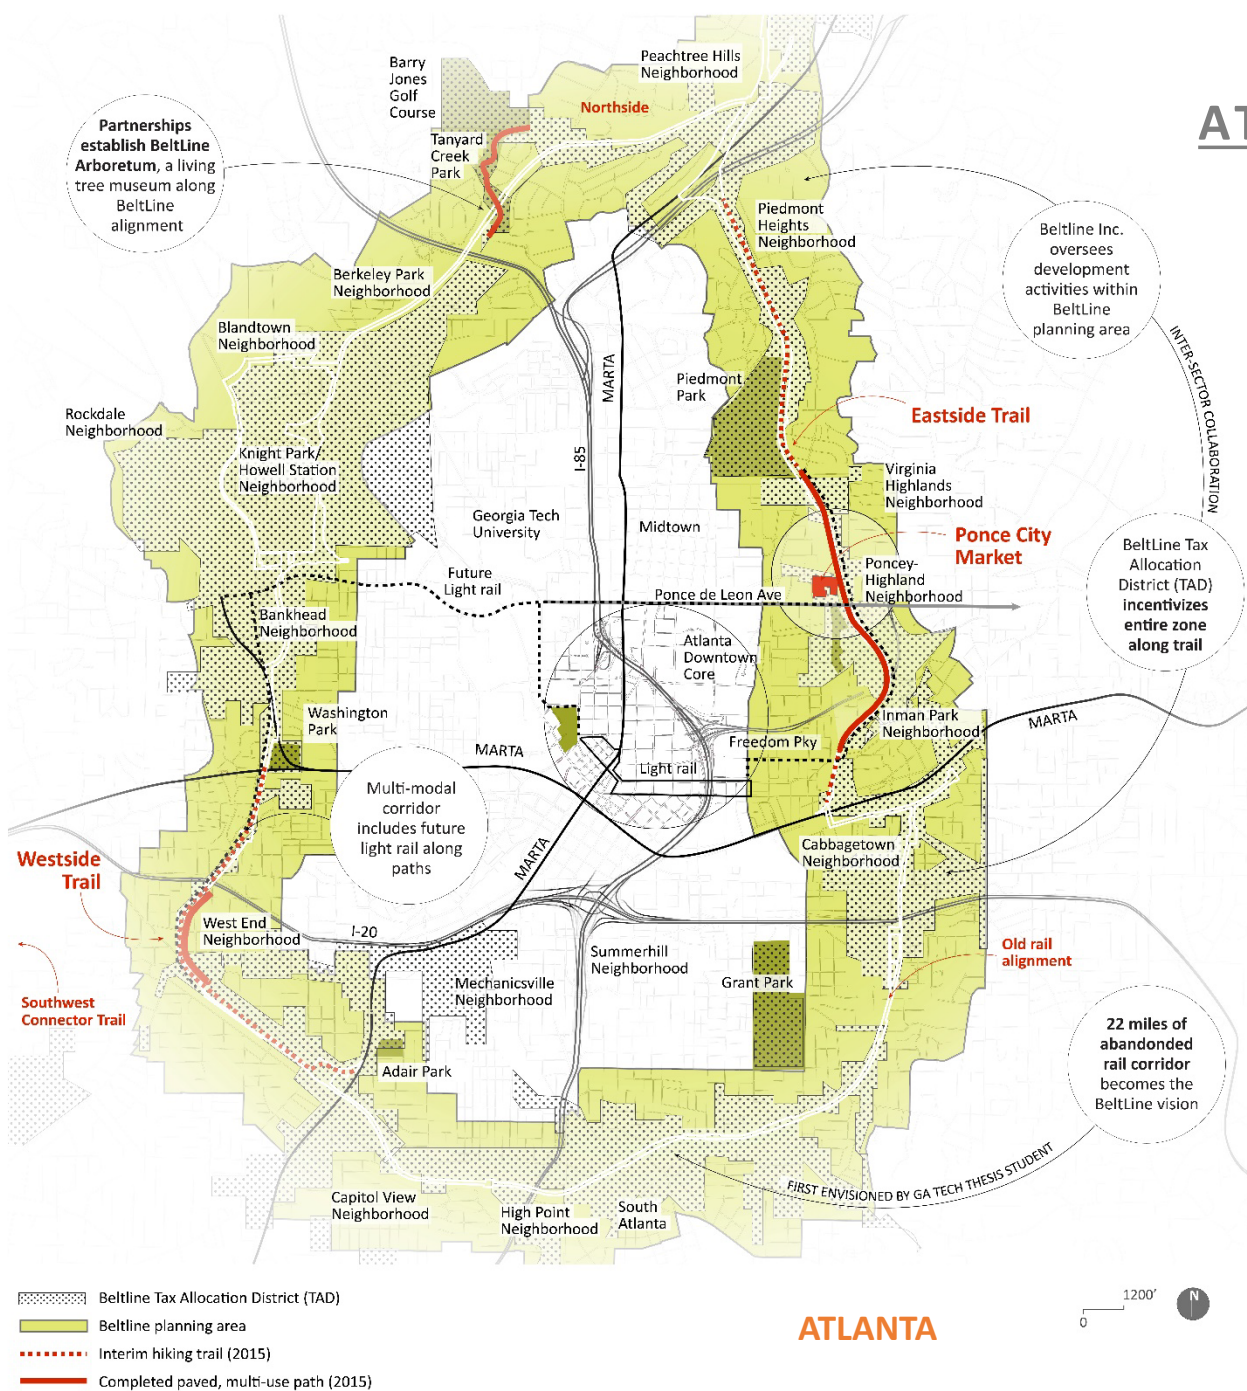 Barry
Jones
Golf
Course
Peachtree Hills
Neighborhood
Northside
AT
Tanyard
Creek
Park
Partnerships
establish BeltLine
Arboretum, a living
tree museum along
BeltLine
alignment
Piedmont
Heights
Neighborhood
Beltline Inc.
oversees
development
activities within
BeltLine
planning area
Berkeley Park
Neighborhood
Blandtown
Neighborhood
INTER-SECTOR COLLABORATION
MARTA
Piedmont
Park
Rockdale
Neighborhood
Eastside Trail
Knight Park/
Howell Station
Neighborhood
I-85
Virginia
Highlands
Neighborhood
Georgia Tech
University
Midtown
Ponce City
Market
BeltLine Tax
Allocation
District (TAD)
incentivizes
entire zone
along trail
Future
Light rail
Poncey-
Highland
Neighborhood
Ponce de Leon Ave
Bankhead
Neighborhood
Atlanta
Downtown
Core
Washington
Park
Inman Park
Neighborhood
MARTA
MARTA
Freedom Pky
Light rail
Multi-modal
corridor
includes future
light rail along
paths
Westside
Trail
MARTA
Cabbagetown
Neighborhood
West End
Neighborhood
I-20
Summerhill
Neighborhood
Old rail
alignment
Mechanicsville
Neighborhood
Grant Park
Southwest
Connector Trail
22 miles of
abandonded
rail corridor
becomes the
BeltLine vision
Adair Park
FIRST ENVISIONED BY GA TECH THESIS STUDENT
Capitol View
Neighborhood
High Point
Neighborhood
South
Atlanta
Beltline Tax Allocation District (TAD)
Beltline planning area
Interim hiking trail (2015)
Completed paved, multi-use path (2015)
ATLANTA
1200'
0
N